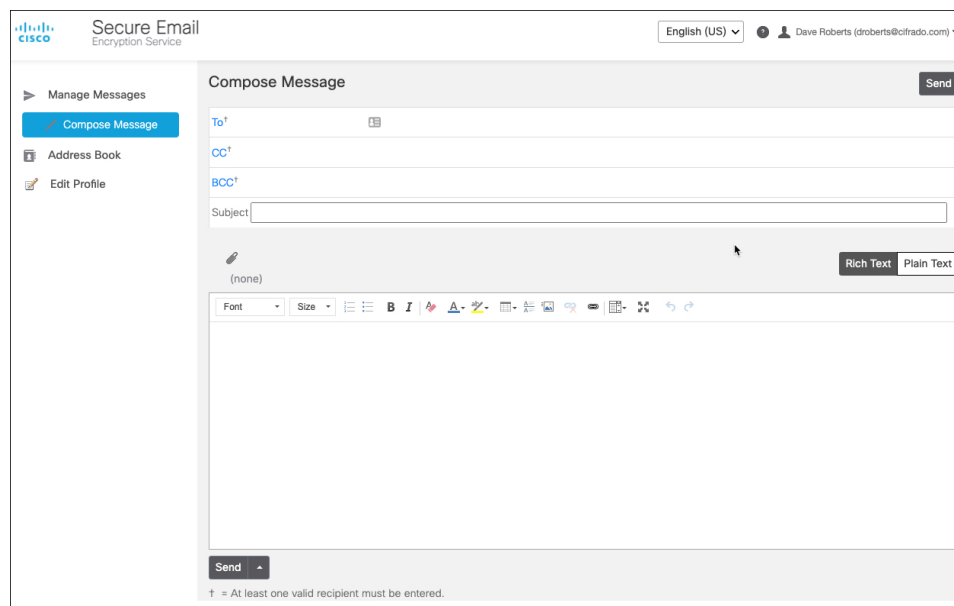 cisco
Secure Email
Encryption Service
English (US)
?
Dave Roberts (droberts@cifrado.com)
Manage Messages
Compose Message
Address Book
Edit Profile
Compose Message
Send
To†
CC†
BCC†
Subject
(none)
Rich Text Plain Text
Font Size B I A
Send
† = At least one valid recipient must be entered.